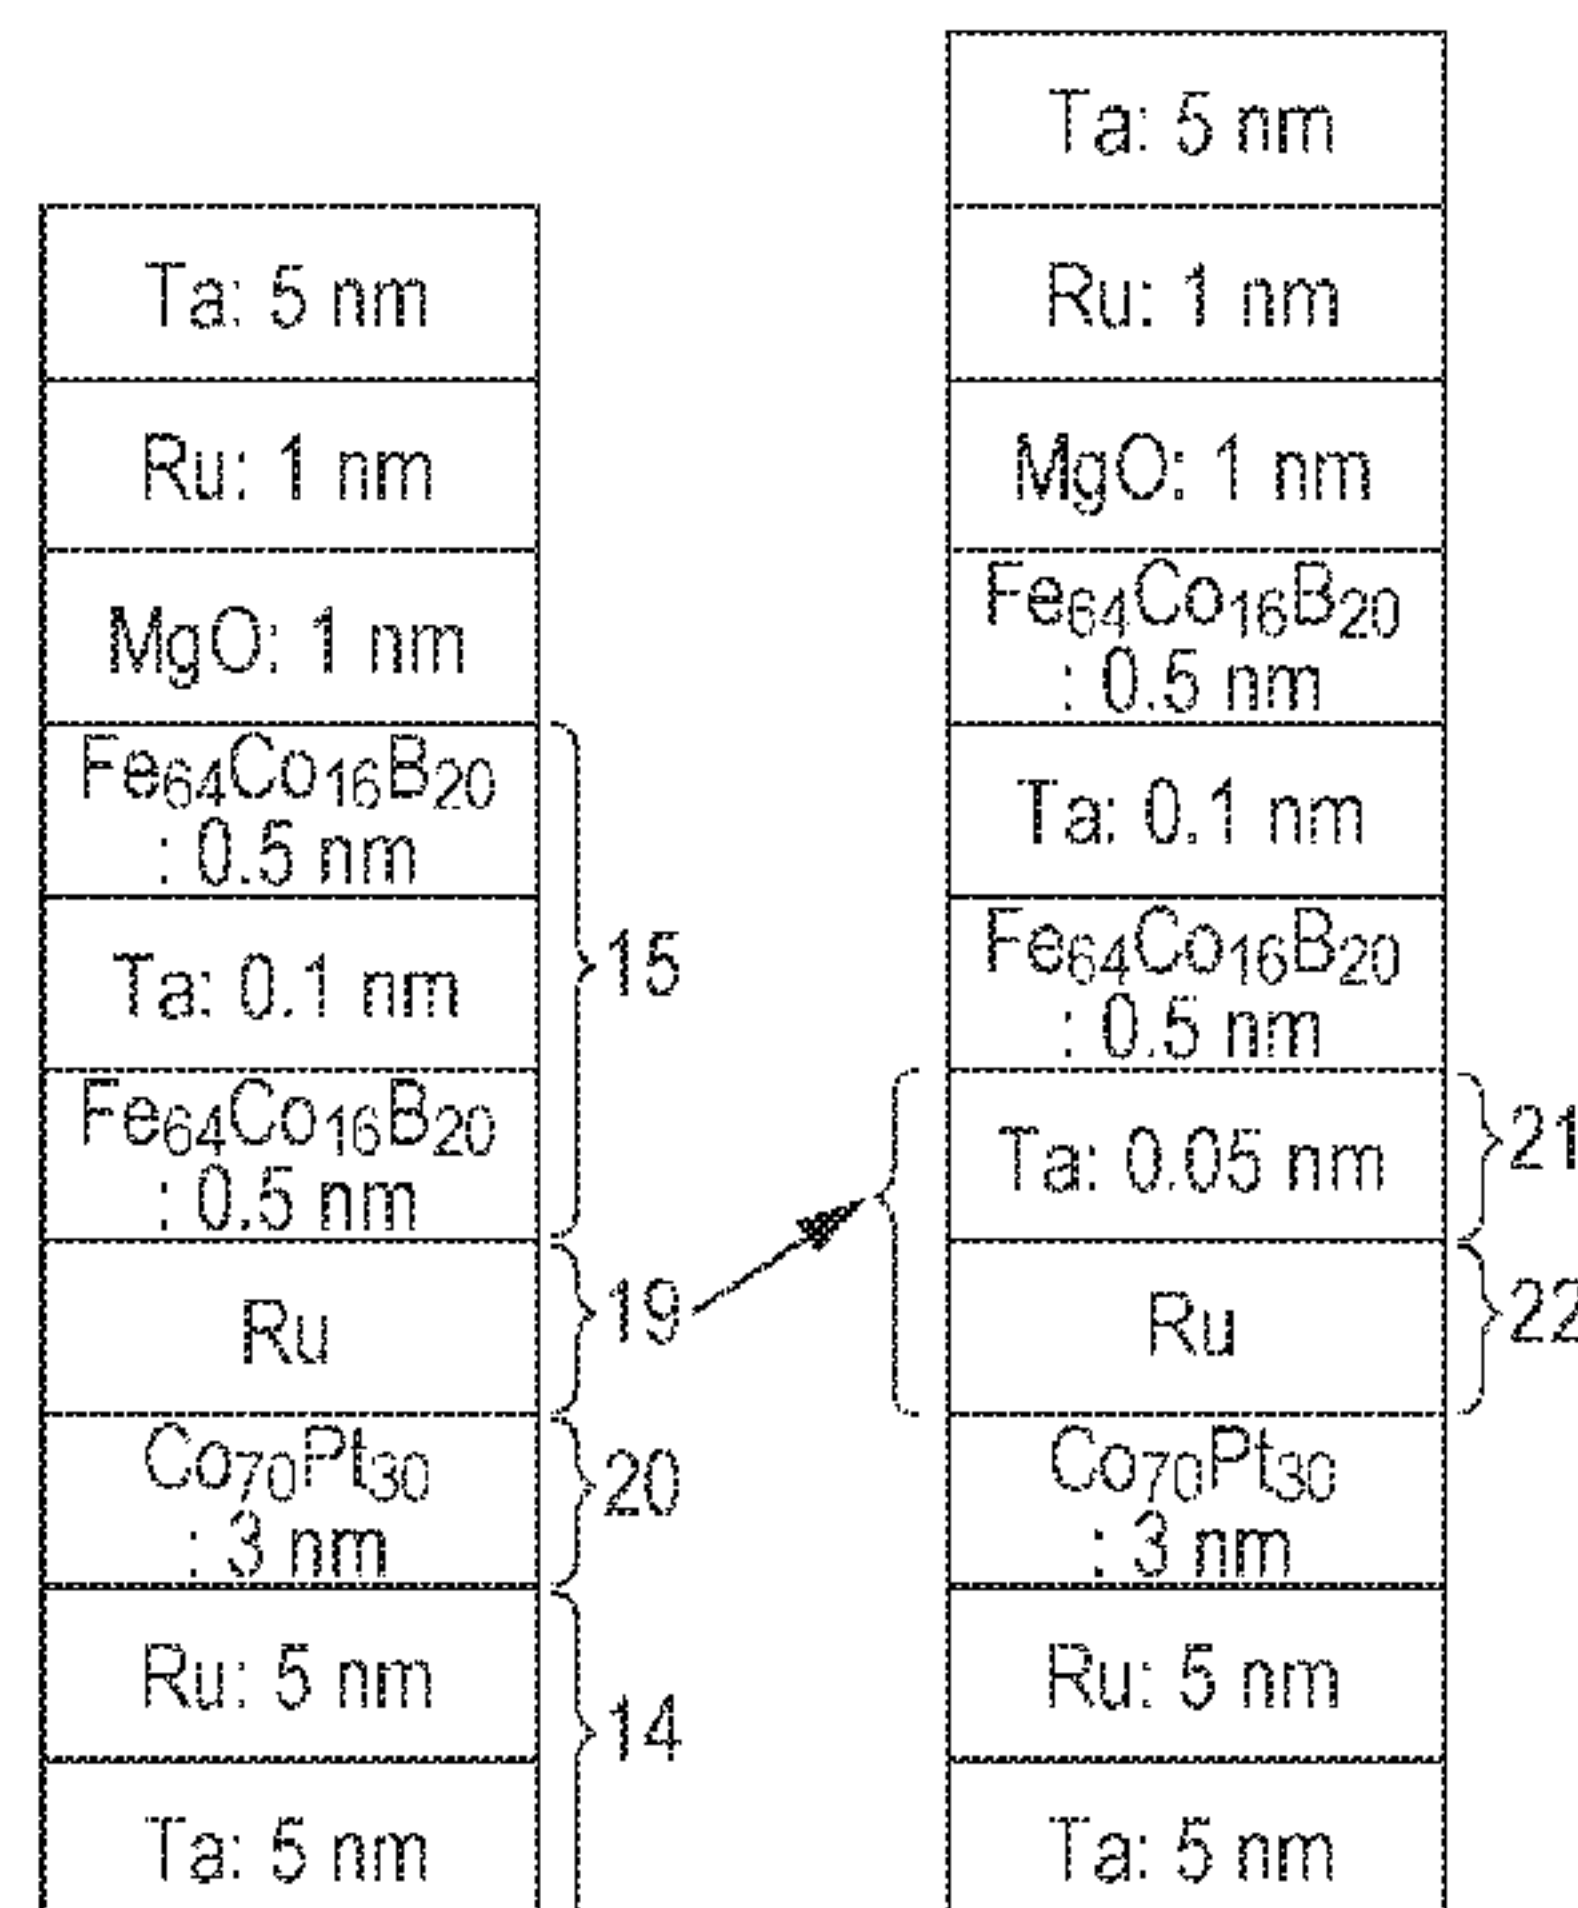 Ta: 5 nm
Ru: 1 nm
MgO: 1 nm
Fe64Co16B20
: 0.5 nm
Ta: 0.1 nm
Fe64Co16B20
: 0.5 nm
Ru
Co70Pt30
: 3 nm
Ru: 5 nm
Ta: 5 nm
15
19
20
14
Ta: 5 nm
Ru: 1 nm
MgO: 1 nm
Fe64Co16B20
: 0.5 nm
Ta: 0.1 nm
Fe64Co16B20
: 0.5 nm
Ta: 0.05 nm
Ru
Co70Pt30
: 3 nm
Ru: 5 nm
Ta: 5 nm
21
22